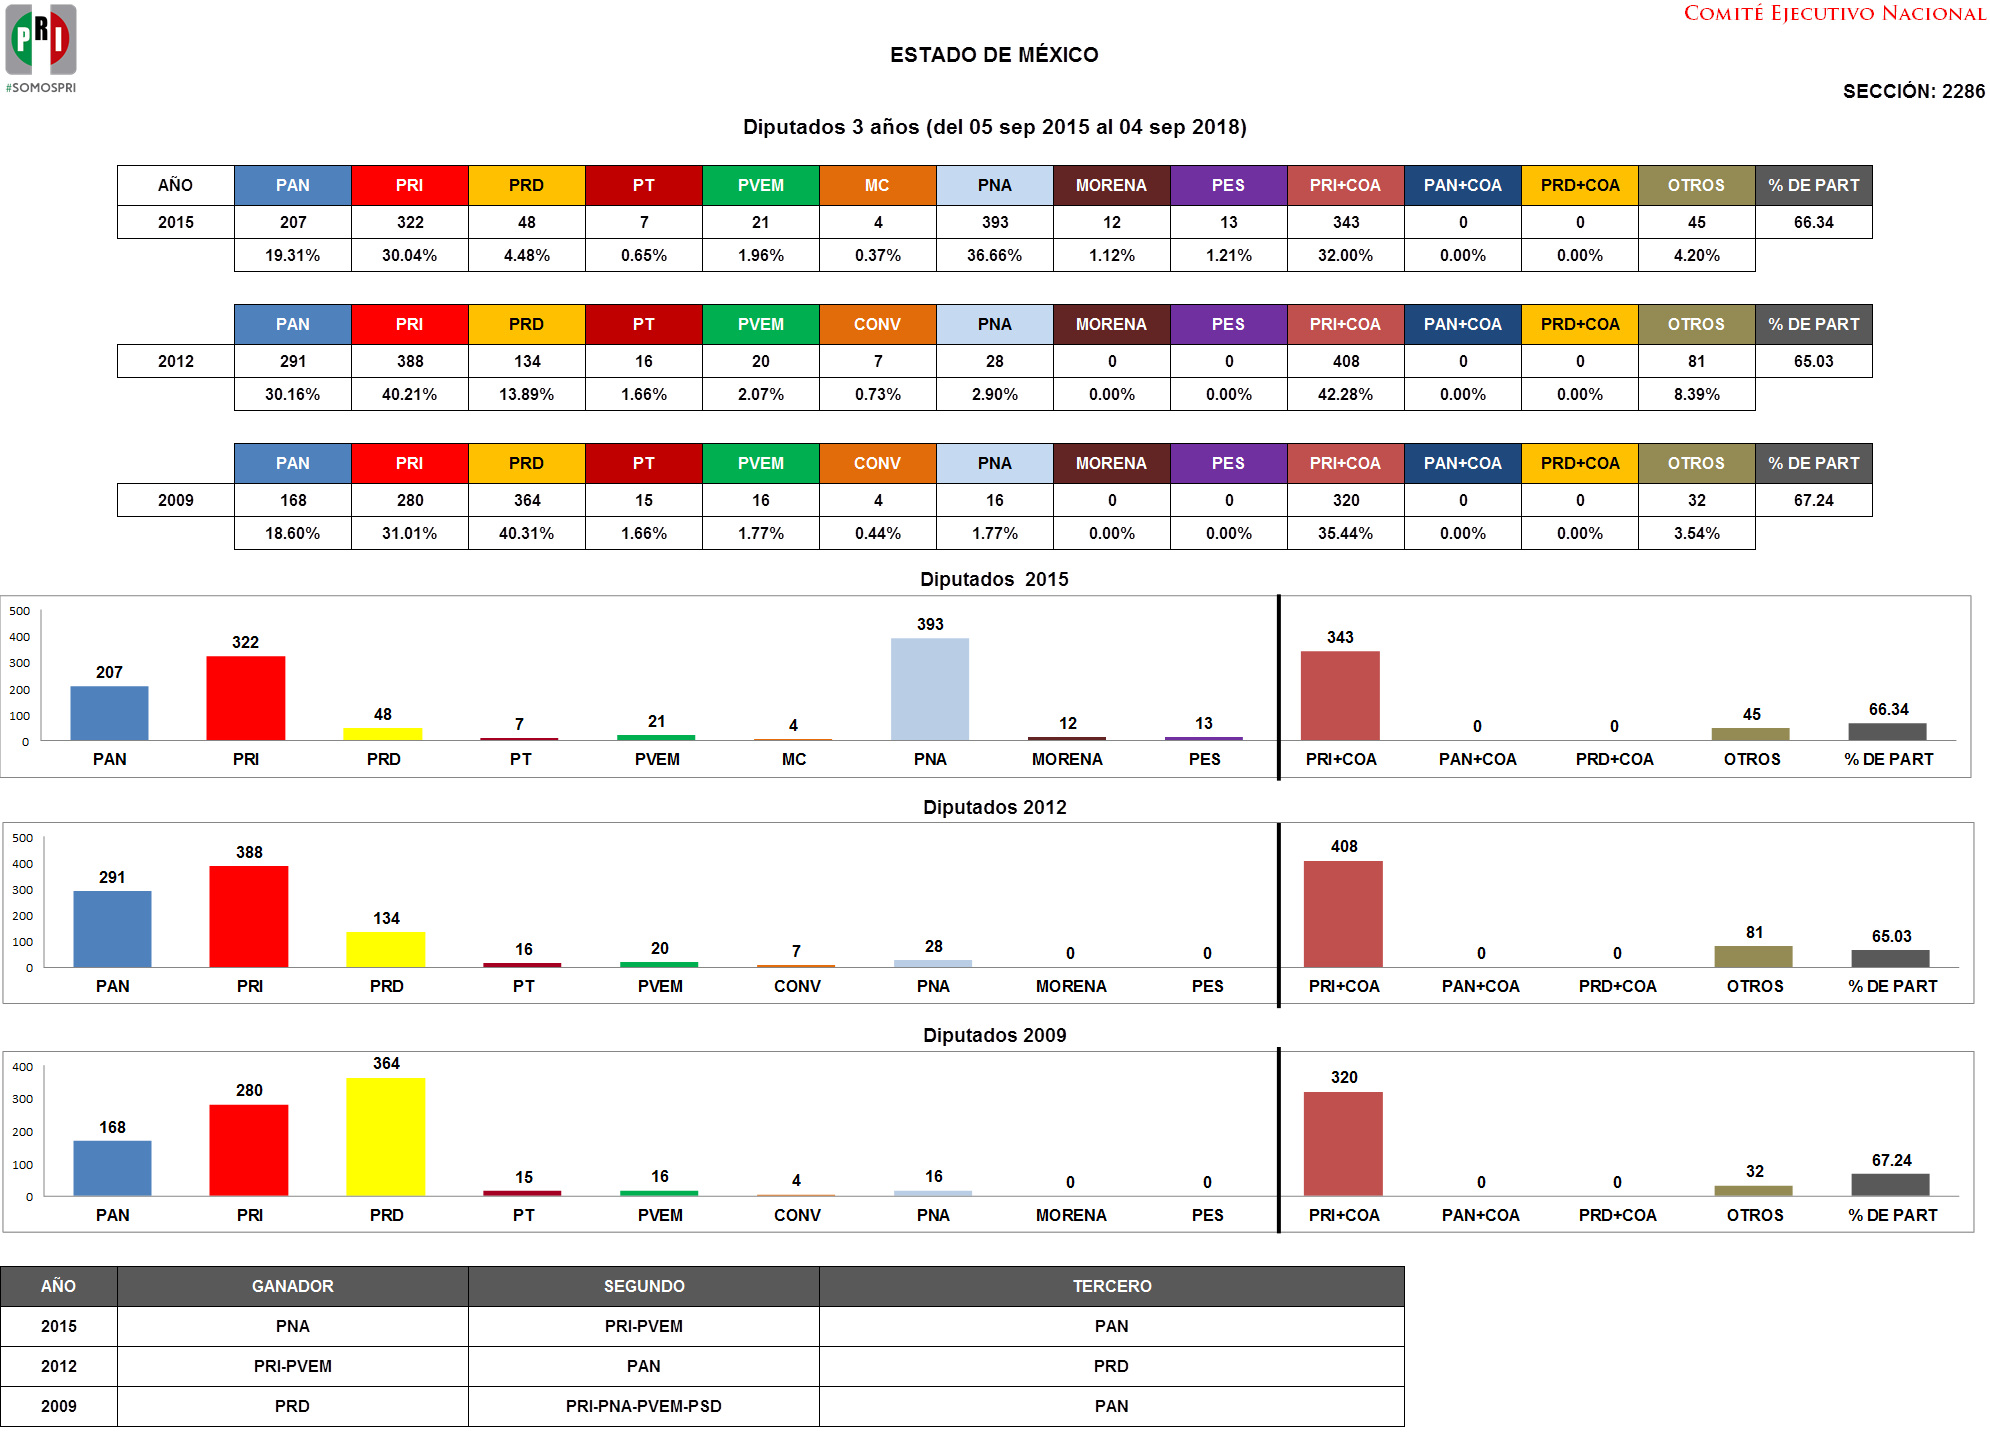 PRI
#SOMOSPRI
COMITÉ EJECUTIVO NACIONAL
ESTADO DE MÉXICO
SECCIÓN: 2286
Diputados 3 años (del 05 sep 2015 al 04 sep 2018)
AÑO PAN PRI PRD PT PVEM MC PNA MORENA PES PRI+COA PAN+COA PRD+COA OTROS % DE PART
2015 207 322 48 7 21 4 393 12 13 343 0 0 45 66.34
19.31% 30.04% 4.48% 0.65% 1.96% 0.37% 36.66% 1.12% 1.21% 32.00% 0.00% 0.00% 4.20%
PAN PRI PRD PT PVEM CONV PNA MORENA PES PRI+COA PAN+COA PRD+COA OTROS % DE PART
2012 291 388 134 16 20 7 28 0 0 408 0 0 81 65.03
30.16% 40.21% 13.89% 1.66% 2.07% 0.73% 2.90% 0.00% 0.00% 42.28% 0.00% 0.00% 8.39%
PAN PRI PRD PT PVEM CONV PNA MORENA PES PRI+COA PAN+COA PRD+COA OTROS % DE PART
2009 168 280 364 15 16 4 16 0 0 320 0 0 32 67.24
18.60% 31.01% 40.31% 1.66% 1.77% 0.44% 1.77% 0.00% 0.00% 35.44% 0.00% 0.00% 3.54%
Diputados 2015
500
400
300
200
100
0
207 322 48 7 21 4 393 12 13 343 0 0 45 66.34
PAN PRI PRD PT PVEM MC PNA MORENA PES PRI+COA PAN+COA PRD+COA OTROS % DE PART
Diputados 2012
500
400
300
200
100
0
291 388 134 16 20 7 28 0 0 408 0 0 81 65.03
PAN PRI PRD PT PVEM CONV PNA MORENA PES PRI+COA PAN+COA PRD+COA OTROS % DE PART
Diputados 2009
400
300
200
100
0
168 280 364 15 16 4 16 0 0 320 0 0 32 67.24
PAN PRI PRD PT PVEM CONV PNA MORENA PES PRI+COA PAN+COA PRD+COA OTROS % DE PART
AÑO GANADOR SEGUNDO TERCERO
2015 PNA PRI-PVEM PAN
2012 PRI-PVEM PAN PRD
2009 PRD PRI-PNA-PVEM-PSD PAN